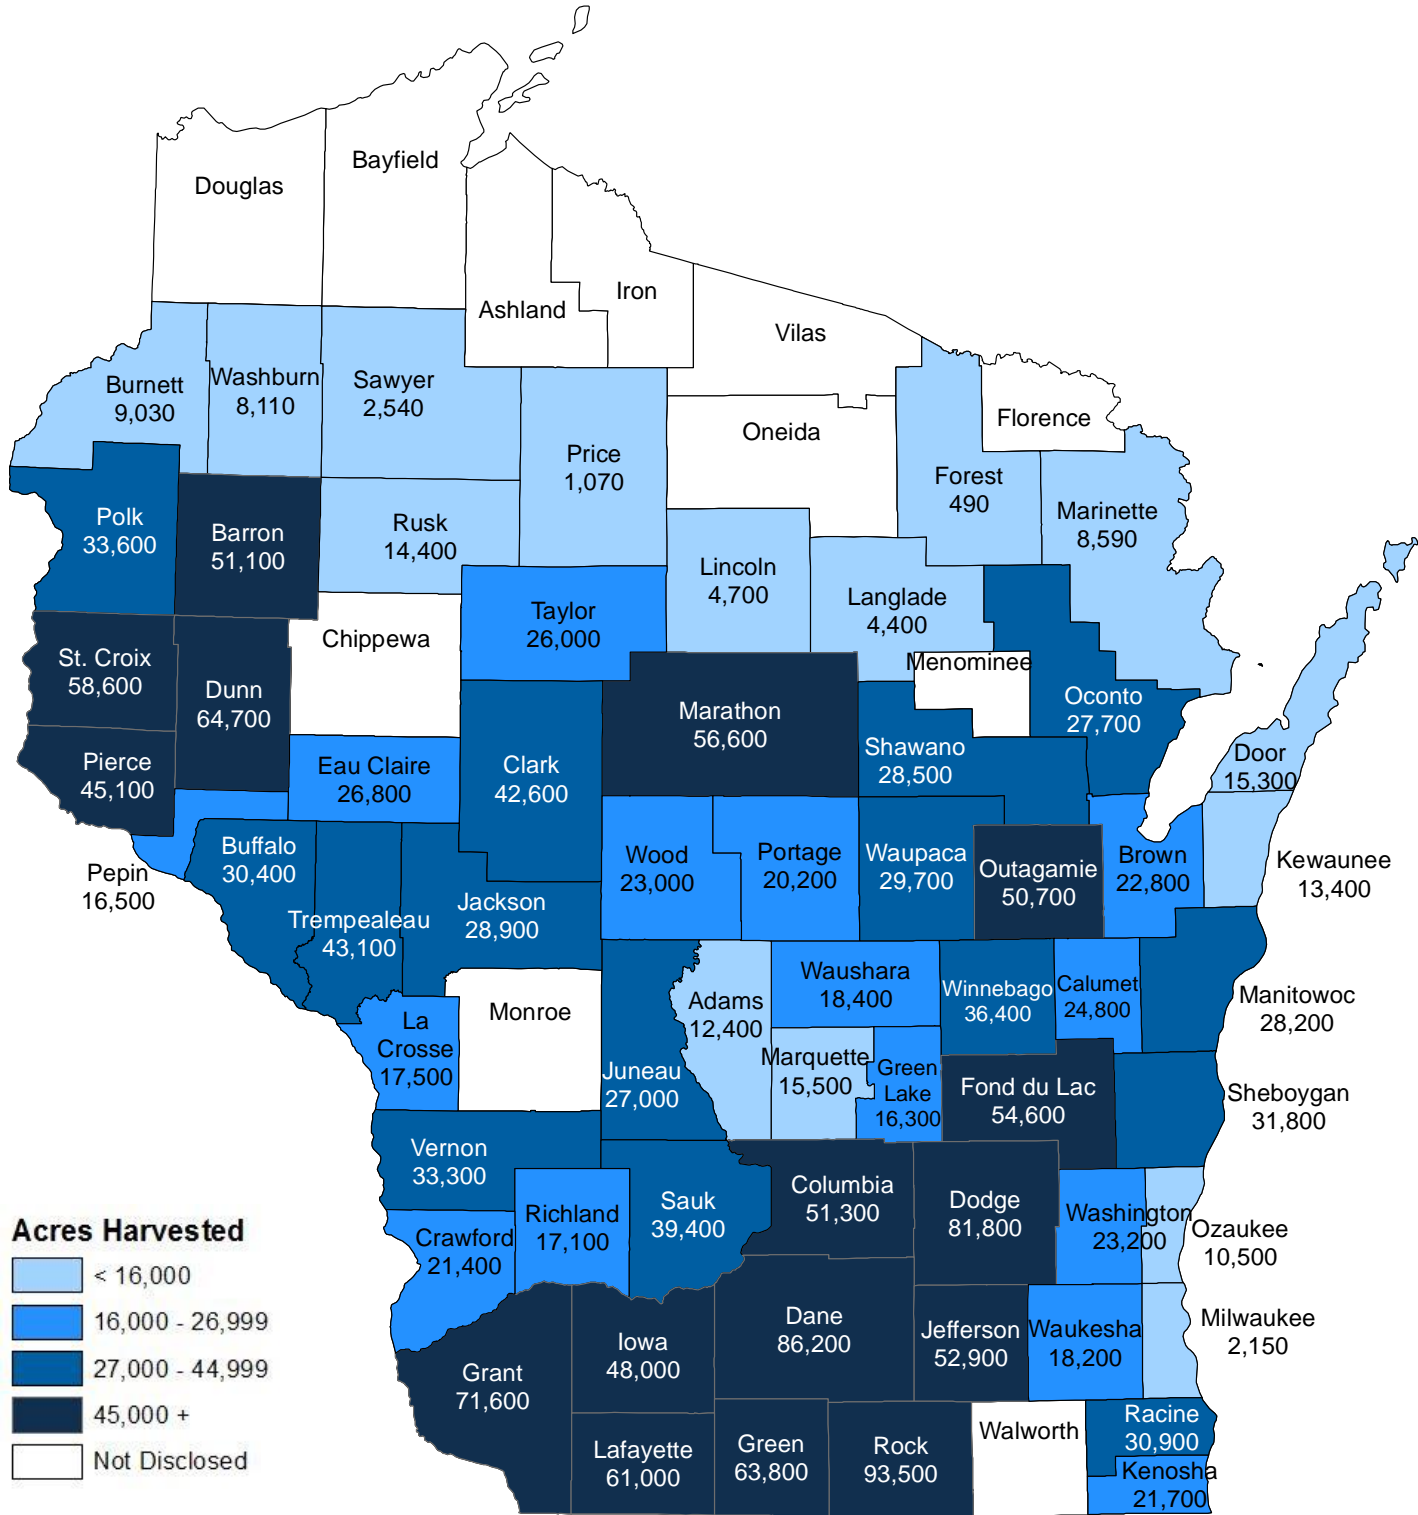 Bayfield
Douglas
Ashland
Iron
Vilas
Burnett
9,030
Washburn
8,110
Sawyer
2,540
Florence
Oneida
Price
1,070
Forest
490
Marinette
8,590
Polk
33,600
Barron
51,100
Rusk
14,400
Lincoln
4,700
Langlade
4,400
Taylor
26,000
Chippewa
St. Croix
58,600
Dunn
64,700
Menominee
Oconto
27,700
Marathon
56,600
Shawano
28,500
Door
15,300
Pierce
45,100
Eau Claire
26,800
Clark
42,600
Buffalo
30,400
Wood
23,000
Portage
20,200
Waupaca
29,700
Outagamie
50,700
Brown
22,800
Kewaunee
13,400
Pepin
16,500
Trempealeau
43,100
Jackson
28,900
Waushara
18,400
Winnebago
36,400
Calumet
24,800
Manitowoc
28,200
Adams
12,400
Monroe
La
Crosse
17,500
Juneau
27,000
Marquette
15,500
Green
Lake
16,300
Fond du Lac
54,600
Sheboygan
31,800
Vernon
33,300
Sauk
39,400
Columbia
51,300
Dodge
81,800
Richland
17,100
Washington
23,200
Ozaukee
10,500
Crawford
21,400
Acres Harvested
< 16,000
16,000 - 26,999
27,000 - 44,999
45,000 +
Not Disclosed
Dane
86,200
Jefferson
52,900
Waukesha
18,200
Milwaukee
2,150
Iowa
48,000
Grant
71,600
Lafayette
61,000
Green
63,800
Rock
93,500
Walworth
Racine
30,900
Kenosha
21,700